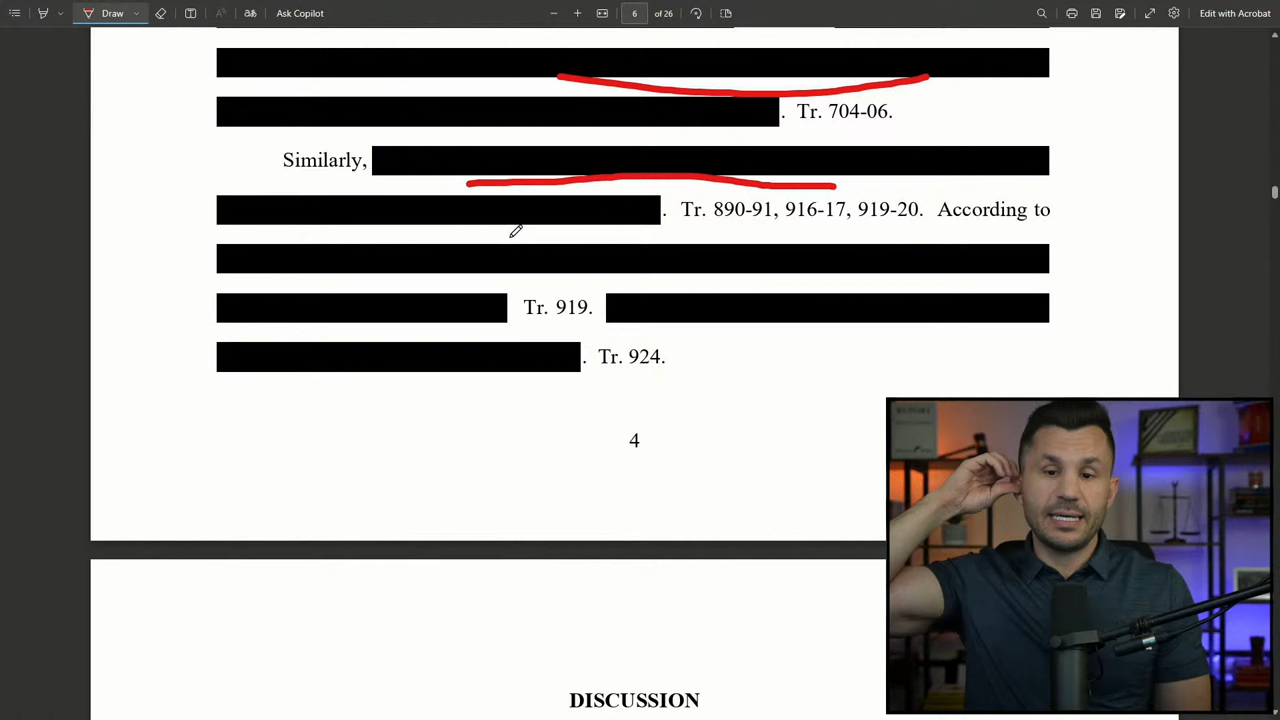 Draw
Ask Copilot
6 of 26
Edit with Acrobat
. Tr. 704-06.
Similarly,
. Tr. 890-91, 916-17, 919-20. According to
Tr. 919.
. Tr. 924.
4
DISCUSSION